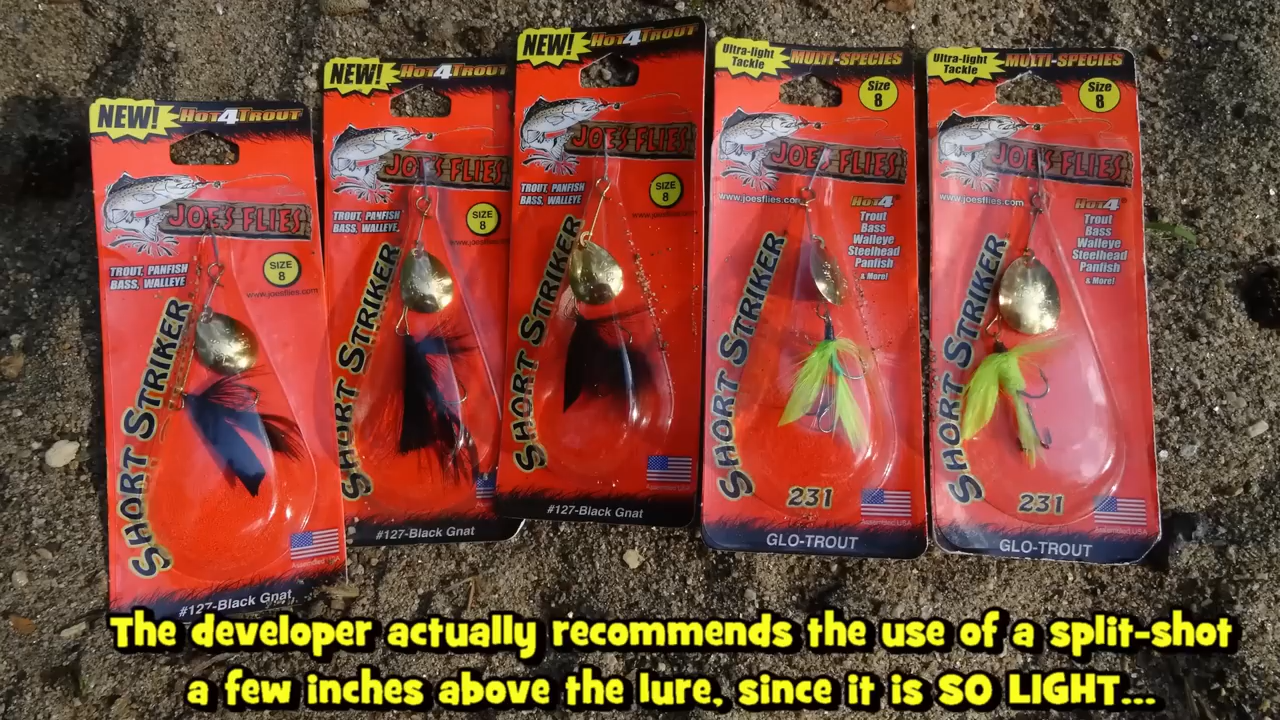 NEW! HOT4TROUT
JOE'S FLIES
TROUT, PANFISH
BASS, WALLEYE
SIZE
8
www.joesflies.com
SHORT STRIKER
Assembled USA
#127-Black Gnat
NEW! HOT4TROUT
JOE'S FLIES
TROUT, PANFISH
BASS, WALLEYE,
SIZE
8
SHORT STRIKER
#127-Black Gnat
NEW! HOT4TROUT
JOE'S FLIES
TROUT, PANFISH
BASS, WALLEYE
SIZE
8
www.joesflies.com
SHORT STRIKER
#127-Black Gnat
Ultra-light
Tackle
MULTI-SPECIES
Size
8
JOE'S FLIES
www.joesflies.com
HOT4®
Trout
Bass
Walleye
Steelhead
Panfish
& More!
SHORT STRIKER
231
Assembled USA
GLO-TROUT
Ultra-light
Tackle
MULTI-SPECIES
Size
8
JOE'S FLIES
www.joesflies.com
HOT4®
Trout
Bass
Walleye
Steelhead
Panfish
& More!
SHORT STRIKER
231
Assembled USA
GLO-TROUT
The developer actually recommends the use of a split-shot
a few inches above the lure, since it is SO LIGHT...